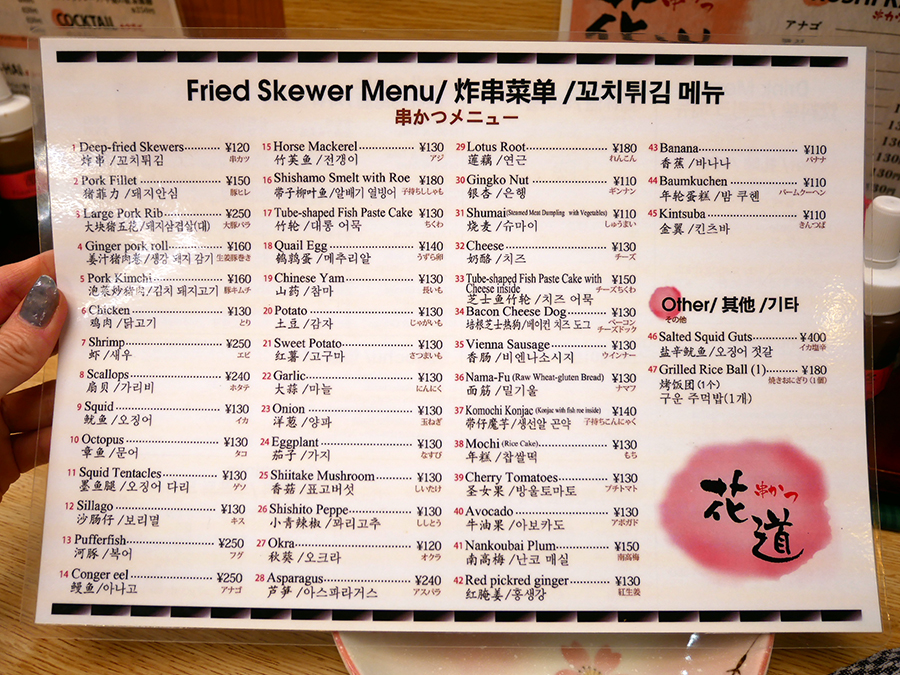 COCKTAIL
アナゴ
Fried Skewer Menu/ 炸串菜单 /꼬치튀김 메뉴
串かつメニュー
1 Deep-fried Skewers ¥120
炸串 /꼬치튀김 串カツ
2 Pork Fillet ¥150
猪菲力 /돼지안심 豚ヒレ
3 Large Pork Rib ¥250
大块猪五花/돼지삼겹삽(대) 大豚バラ
4 Ginger pork roll ¥160
姜汁猪肉卷/생강 돼지 감기 生姜豚巻き
5 Pork Kimchi ¥160
泡菜炒猪肉/김치 돼지고기 豚キムチ
6 Chicken ¥130
鸡肉 /닭고기 とり
7 Shrimp ¥250
虾 /새우 エビ
8 Scallops ¥240
扇贝 /가리비 ホタテ
9 Squid ¥130
鱿鱼 /오징어 イカ
10 Octopus ¥130
章鱼 /문어 タコ
11 Squid Tentacles ¥130
墨鱼腿 /오징어 다리 ゲソ
12 Sillago ¥130
沙肠仔 /보리멸 キス
13 Pufferfish ¥250
河豚 /복어 フグ
14 Conger eel ¥250
鳗鱼/아나고 アナゴ
15 Horse Mackerel ¥130
竹荚鱼 /전갱이 アジ
16 Shishamo Smelt with Roe ¥180
带子柳叶鱼 /알배기 열빙어 子持ちししゃも
17 Tube-shaped Fish Paste Cake ¥130
竹轮 /대롱 어묵 ちくわ
18 Quail Egg ¥140
鹌鹑蛋 /메추리알 うずら卵
19 Chinese Yam ¥130
山药 /참마 長いも
20 Potato ¥130
土豆 /감자 じゃがいも
21 Sweet Potato ¥130
红薯 /고구마 さつまいも
22 Garlic ¥130
大蒜 /마늘 にんにく
23 Onion ¥130
洋葱 /양파 玉ねぎ
24 Eggplant ¥130
茄子 /가지 なすび
25 Shiitake Mushroom ¥130
香菇 /표고버섯 しいたけ
26 Shishito Peppe ¥130
小青辣椒 /꽈리고추 ししとう
27 Okra ¥120
秋葵 /오크라 オクラ
28 Asparagus ¥240
芦笋 /아스파라거스 アスパラ
29 Lotus Root ¥180
蓮藕 /연근 れんこん
30 Gingko Nut ¥110
银杏 /은행 ギンナン
31 Shumai (Steamed Meat Dumpling with Vegetables) ¥110
烧麦 /슈마이 しゅうまい
32 Cheese ¥130
奶酪 /치즈 チーズ
33 Tube-shaped Fish Paste Cake with ¥150
Cheese inside チーズちくわ
芝士鱼竹轮 /치즈 어묵
34 Bacon Cheese Dog ¥130
培根芝士热狗/베이컨 치즈 도그 ベーコン
チーズドック
35 Vienna Sausage ¥130
香肠 /비엔나소시지 ウインナー
36 Nama-Fu (Raw Wheat-gluten Bread) ¥130
面筋 /밀기울 ナマフ
37 Komochi Konjac (Konjac with fish roe inside) ¥140
带仔魔芋 /생선알 곤약 子持ちこんにゃく
38 Mochi (Rice Cake) ¥130
年糕 /찹쌀떡 もち
39 Cherry Tomatoes ¥130
圣女果 /방울토마토 プチトマト
40 Avocado ¥130
牛油果 /아보카도 アボガド
41 Nankoubai Plum ¥150
南高梅 /난코 매실 南高梅
42 Red pickred ginger ¥130
紅腌姜 /홍생강 紅生姜
43 Banana ¥110
香蕉 /바나나 バナナ
44 Baumkuchen ¥110
年轮蛋糕 /밤 쿠헨 バームクーヘン
45 Kintsuba ¥110
金翼 /킨츠바 きんつば
Other/ 其他 /기타
その他
46 Salted Squid Guts ¥400
盐辛鱿鱼/오징어 젓갈 イカ塩辛
47 Grilled Rice Ball (1) ¥180
烤饭团 (1个) 焼きおにぎり (1個)
구운 주먹밥 (1개)
串かつ
花道